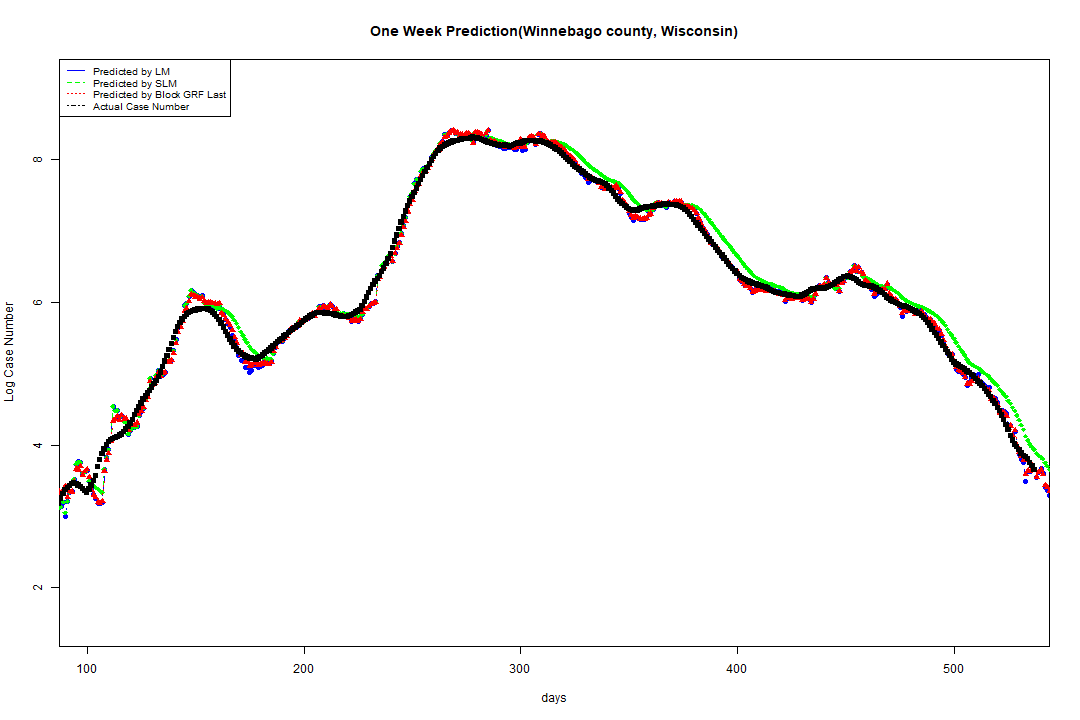 One Week Prediction(Winnebago county, Wisconsin)
Predicted by LM
Predicted by SLM
Predicted by Block GRF Last
Actual Case Number
Log Case Number
8
6
4
2
100 200 300 400 500
days